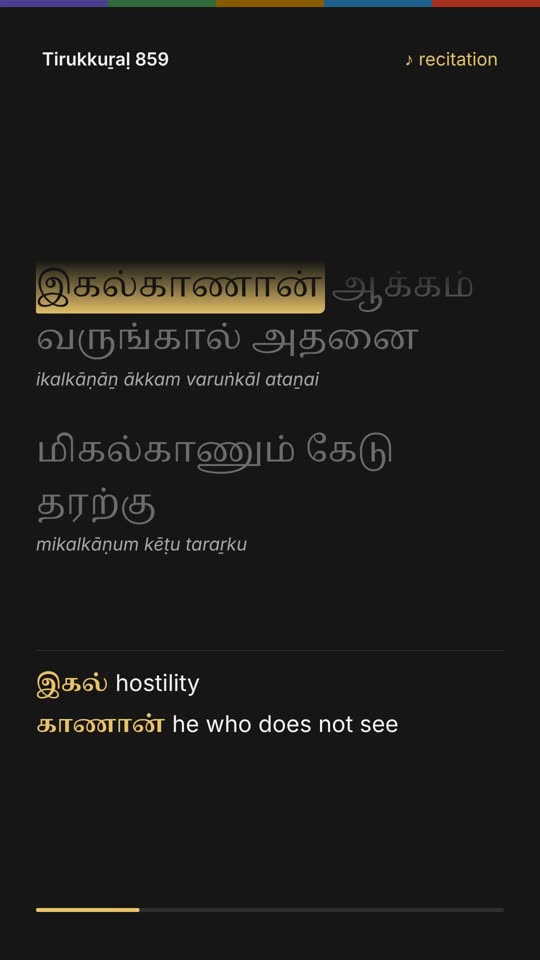 Tirukkuṟaḷ 859
♪ recitation
இகல்காணான் ஆக்கம்
வருங்கால் அதனை
ikalkāṇāṉ ākkam varuṅkāl ataṉai
மிகல்காணும் கேடு
தரற்கு
mikalkāṇum kēṭu taraṟku
இகல் hostility
காணான் he who does not see